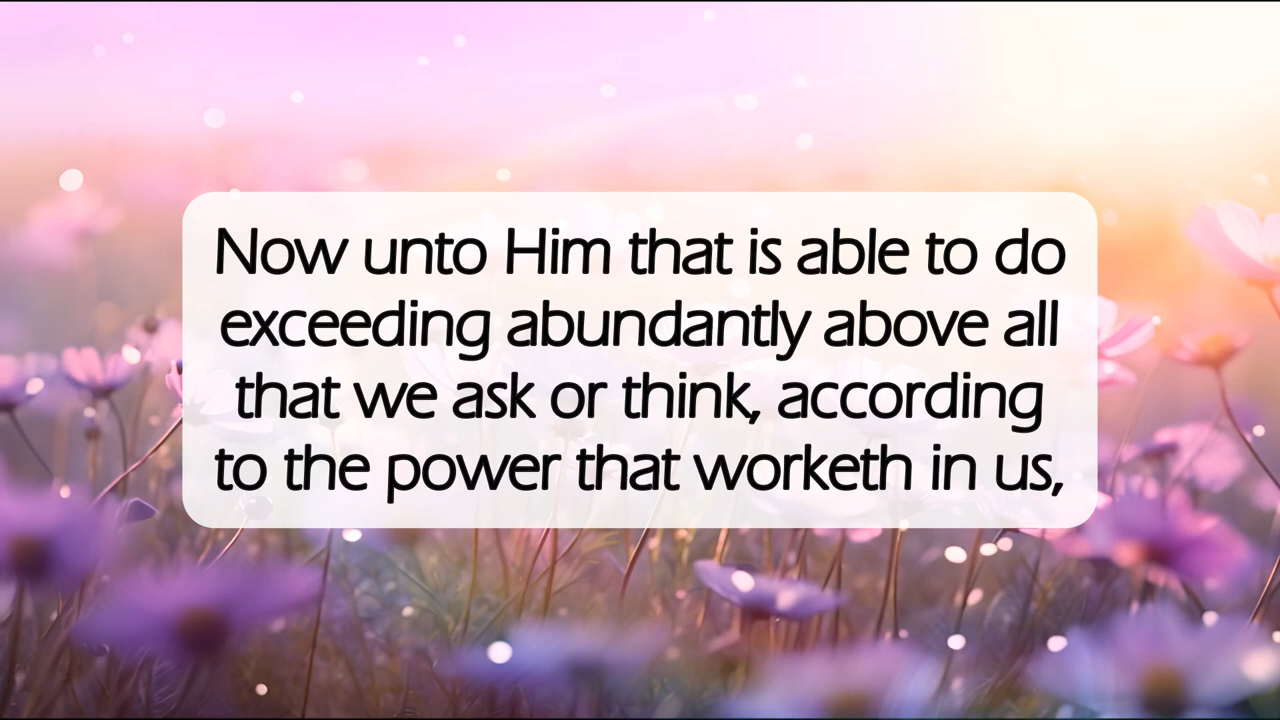 Now unto Him that is able to do
exceeding abundantly above all
that we ask or think, according
to the power that worketh in us,